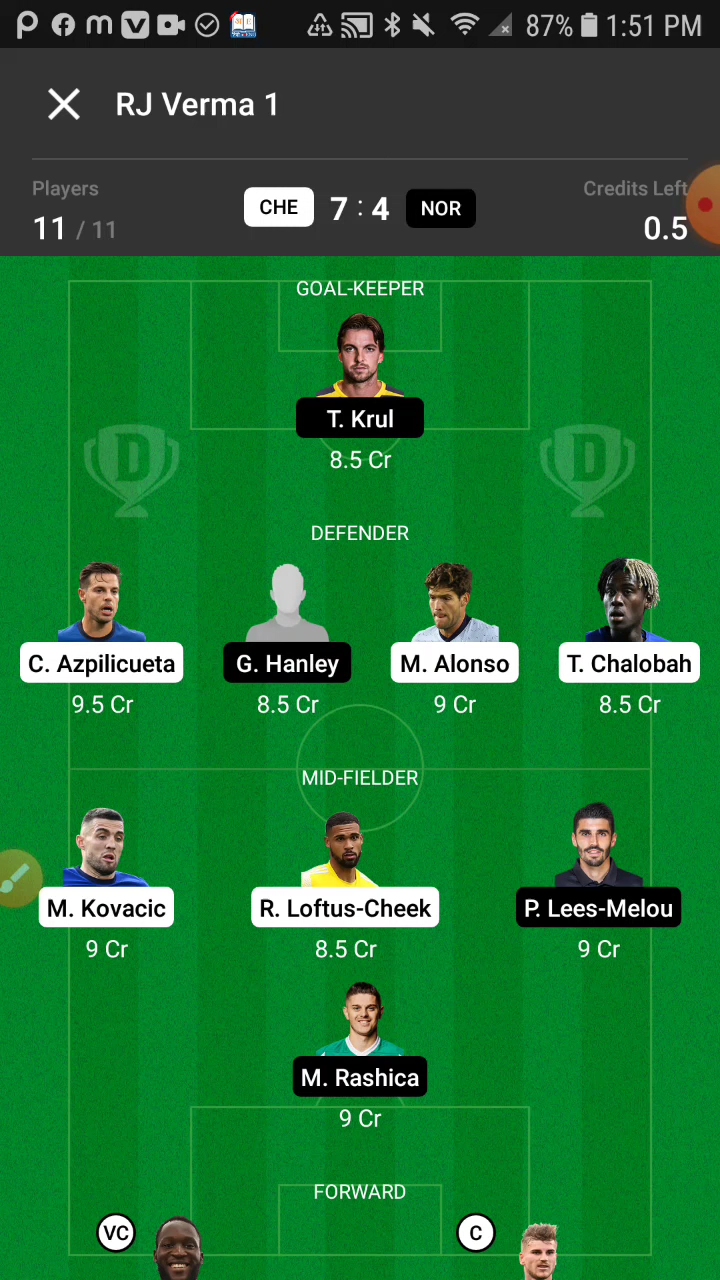 87% 1:51 PM
RJ Verma 1
Players
Credits Left
11 / 11
CHE 7 : 4 NOR
0.5
GOAL-KEEPER
T. Krul
8.5 Cr
D D
DEFENDER
C. Azpilicueta G. Hanley M. Alonso T. Chalobah
9.5 Cr 8.5 Cr 9 Cr 8.5 Cr
MID-FIELDER
M. Kovacic R. Loftus-Cheek P. Lees-Melou
9 Cr 8.5 Cr 9 Cr
M. Rashica
9 Cr
FORWARD
VC C